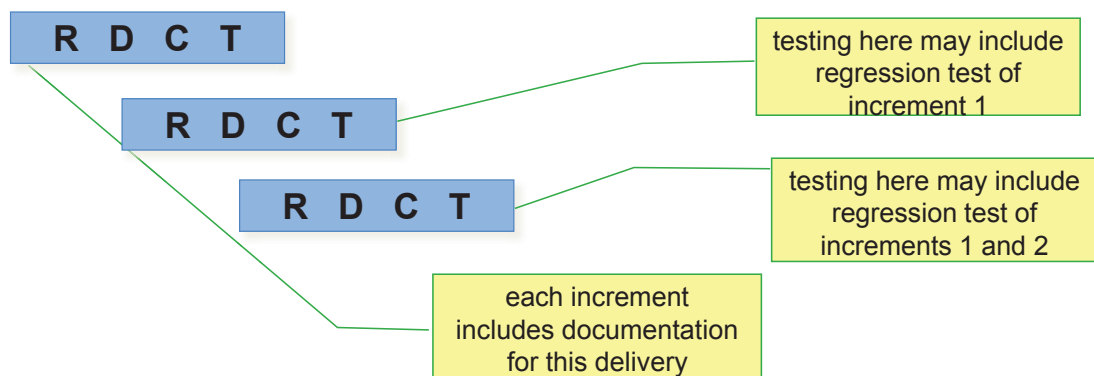 R D C T
testing here may include
regression test of
increment 1
R D C T
testing here may include
regression test of
increments 1 and 2
R D C T
each increment
includes documentation
for this delivery